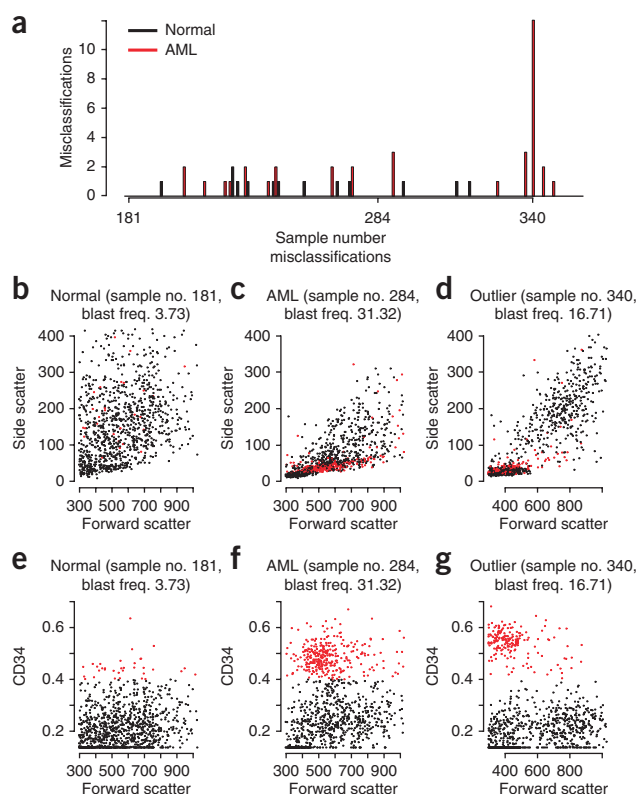 a
Normal
AML
Misclassifications
12
10
8
6
4
2
0
181 284 340
Sample number
misclassifications
b Normal (sample no. 181,
blast freq. 3.73)
c AML (sample no. 284,
blast freq. 31.32)
d Outlier (sample no. 340,
blast freq. 16.71)
Side scatter
400
300
200
100
0
300 500 700 900
Forward scatter
Side scatter
400
300
200
100
0
300 500 700 900
Forward scatter
Side scatter
400
300
200
100
0
400 600 800
Forward scatter
e Normal (sample no. 181,
blast freq. 3.73)
f AML (sample no. 284,
blast freq. 31.32)
g Outlier (sample no. 340,
blast freq. 16.71)
CD34
0.6
0.4
0.2
300 500 700 900
Forward scatter
CD34
0.6
0.4
0.2
300 500 700 900
Forward scatter
CD34
0.6
0.4
0.2
400 600 800
Forward scatter